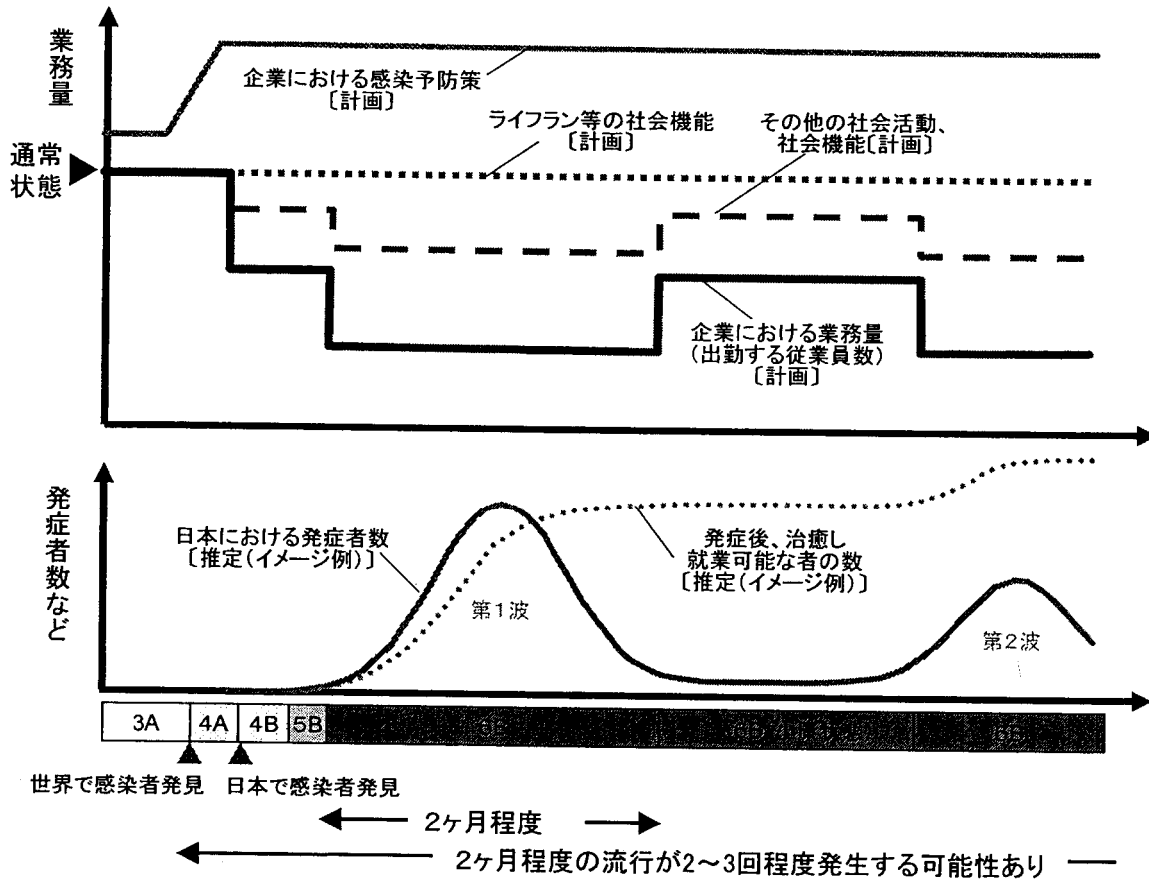 業務量
通常
状態
企業における感染予防策
〔計画〕
ライフラン等の社会機能
〔計画〕
その他の社会活動、
社会機能〔計画〕
企業における業務量
(出勤する従業員数)
〔計画〕
発症者数など
日本における発症者数
〔推定(イメージ例)〕
発症後、治癒し
就業可能な者の数
〔推定(イメージ例)〕
第1波
第2波
3A
4A
4B
5B
6B
世界で感染者発見
日本で感染者発見
2ヶ月程度
2ヶ月程度の流行が2~3回程度発生する可能性あり